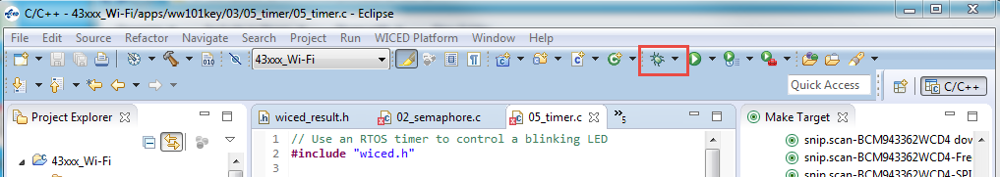 C/C++ - 43xxx_Wi-Fi/apps/ww101key/03/05_timer/05_timer.c - Eclipse
File Edit Source Refactor Navigate Search Project Run WICED Platform Window Help
010 43xxx_Wi-Fi
Quick Access C/C++
Project Explorer wiced_result.h 02_semaphore.c 05_timer.c »5 Make Target
1 // Use an RTOS timer to control a blinking LED
2 #include "wiced.h"
3
43xxx_Wi-Fi
snip.scan-BCM943362WCD4 dow
snip.scan-BCM943362WCD4-Free
snip.scan-BCM943362WCD4-SPI